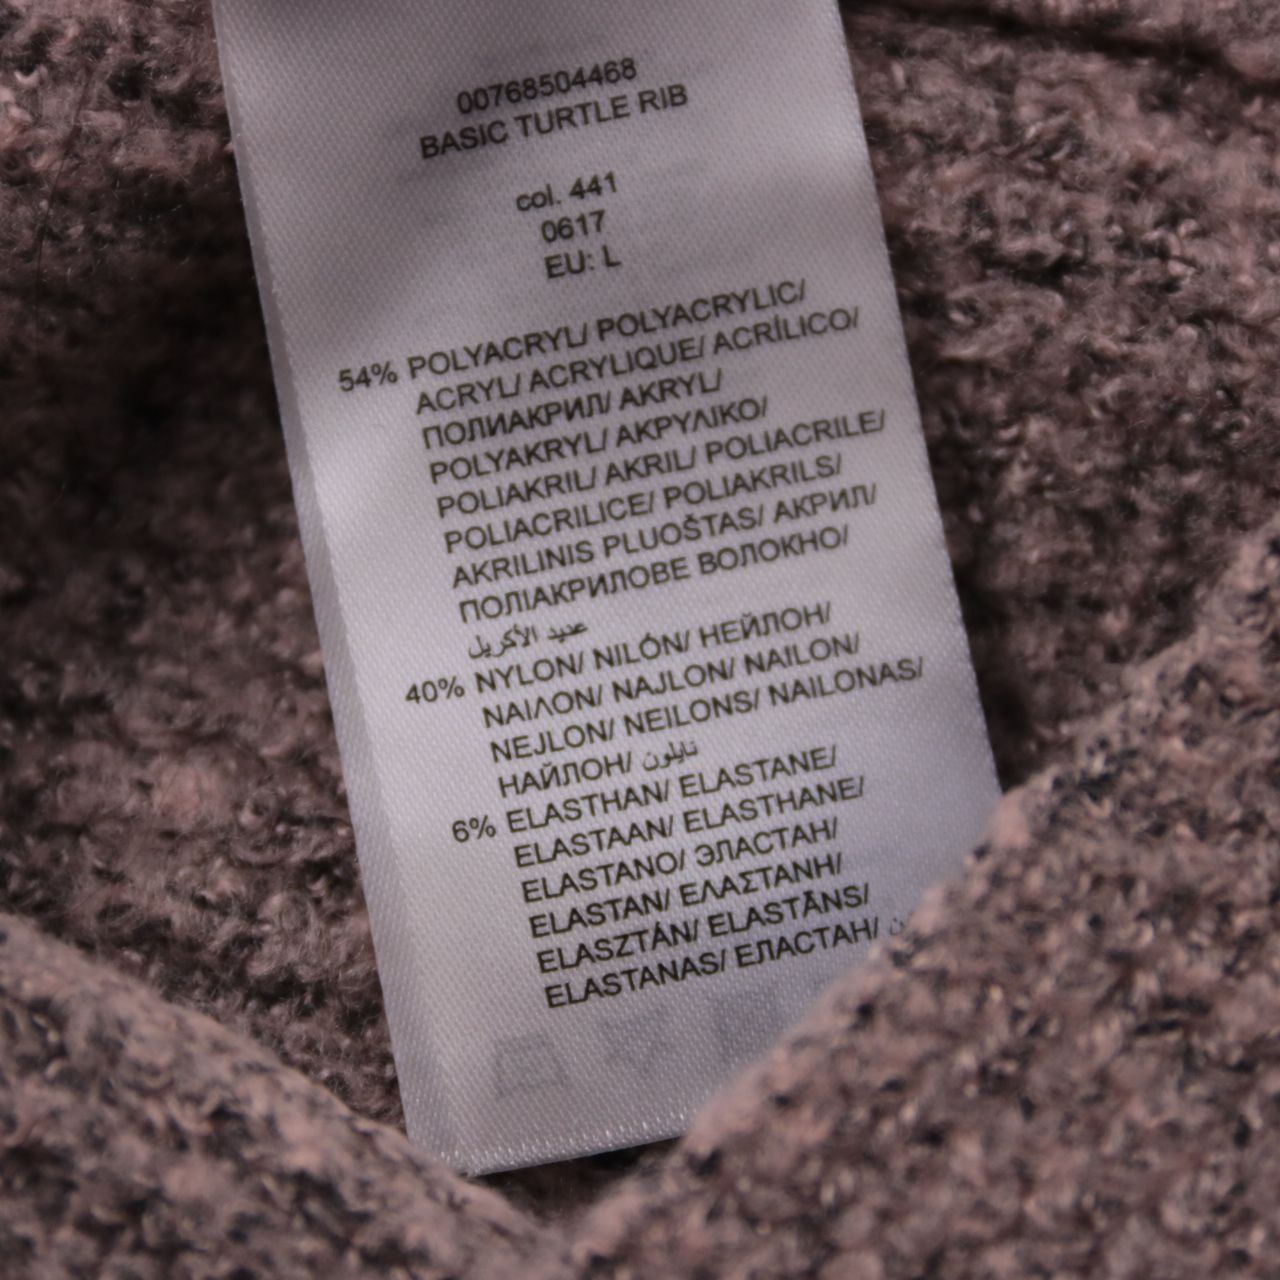 00768504468
BASIC TURTLE RIB
col. 441
0617
EU: L
54% POLYACRYL/ POLYACRYLIC/
ACRYL/ ACRYLIQUE/ ACRÍLICO/
ПОЛИАКРИЛ/ AKRYL/
POLYAKRYL/ ΑΚΡΥΛΙΚΟ/
POLIAKRIL/ AKRIL/ POLIACRILE/
POLIACRILICE/ POLIAKRILS/
AKRILINIS PLUOŠTAS/ АКРИЛ/
ПОЛІАКРИЛОВЕ ВОЛОКНО/
عديد الأكريل
40% NYLON/ NILÓN/ НЕЙЛОН/
ΝΑΙΛΟΝ/ NAJLON/ NAILON/
NEJLON/ NEILONS/ NAILONAS/
НАЙЛОН/ نايلون
6% ELASTHAN/ ELASTANE/
ELASTAAN/ ELASTHANE/
ELASTANO/ ЭЛАСТАН/
ELASTAN/ ΕΛΑΣΤΑΝΗ/
ELASZTÁN/ ELASTĀNS/
ELASTANAS/ ЕЛАСТАН/